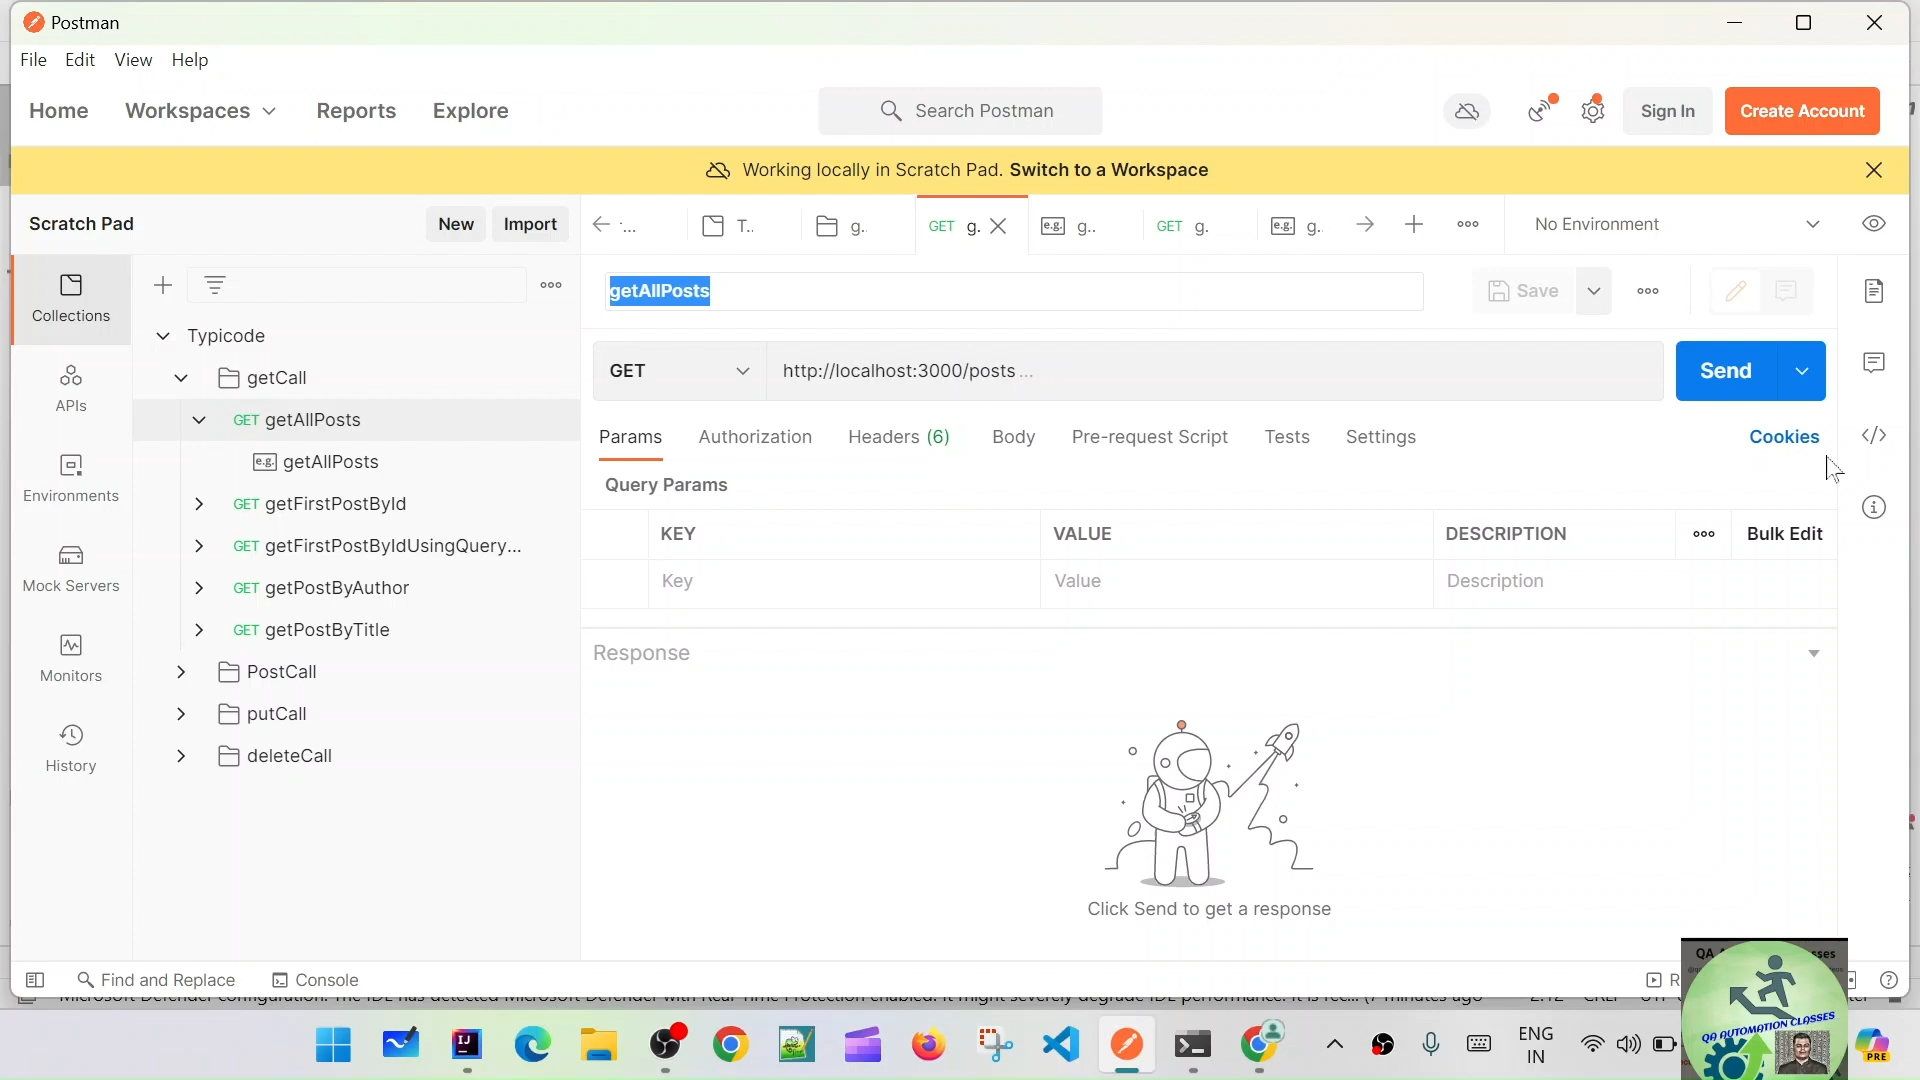 Postman
File Edit View Help
Home Workspaces Reports Explore
Search Postman
Sign In
Create Account
Working locally in Scratch Pad. Switch to a Workspace
Scratch Pad
New
Import
T..
g..
GET g.
e.g. g..
GET g.
e.g. g.
No Environment
Collections
APIs
Environments
Mock Servers
Monitors
History
Typicode
getCall
GET getAllPosts
e.g. getAllPosts
GET getFirstPostById
GET getFirstPostByIdUsingQuery...
GET getPostByAuthor
GET getPostByTitle
PostCall
putCall
deleteCall
getAllPosts
Save
GET
http://localhost:3000/posts ...
Send
Params Authorization Headers (6) Body Pre-request Script Tests Settings
Cookies
Query Params
KEY VALUE DESCRIPTION
Bulk Edit
Key Value Description
Response
Click Send to get a response
Find and Replace
Console
QA AUTOMATION CLASSES
IJ
ENG
IN
PRE